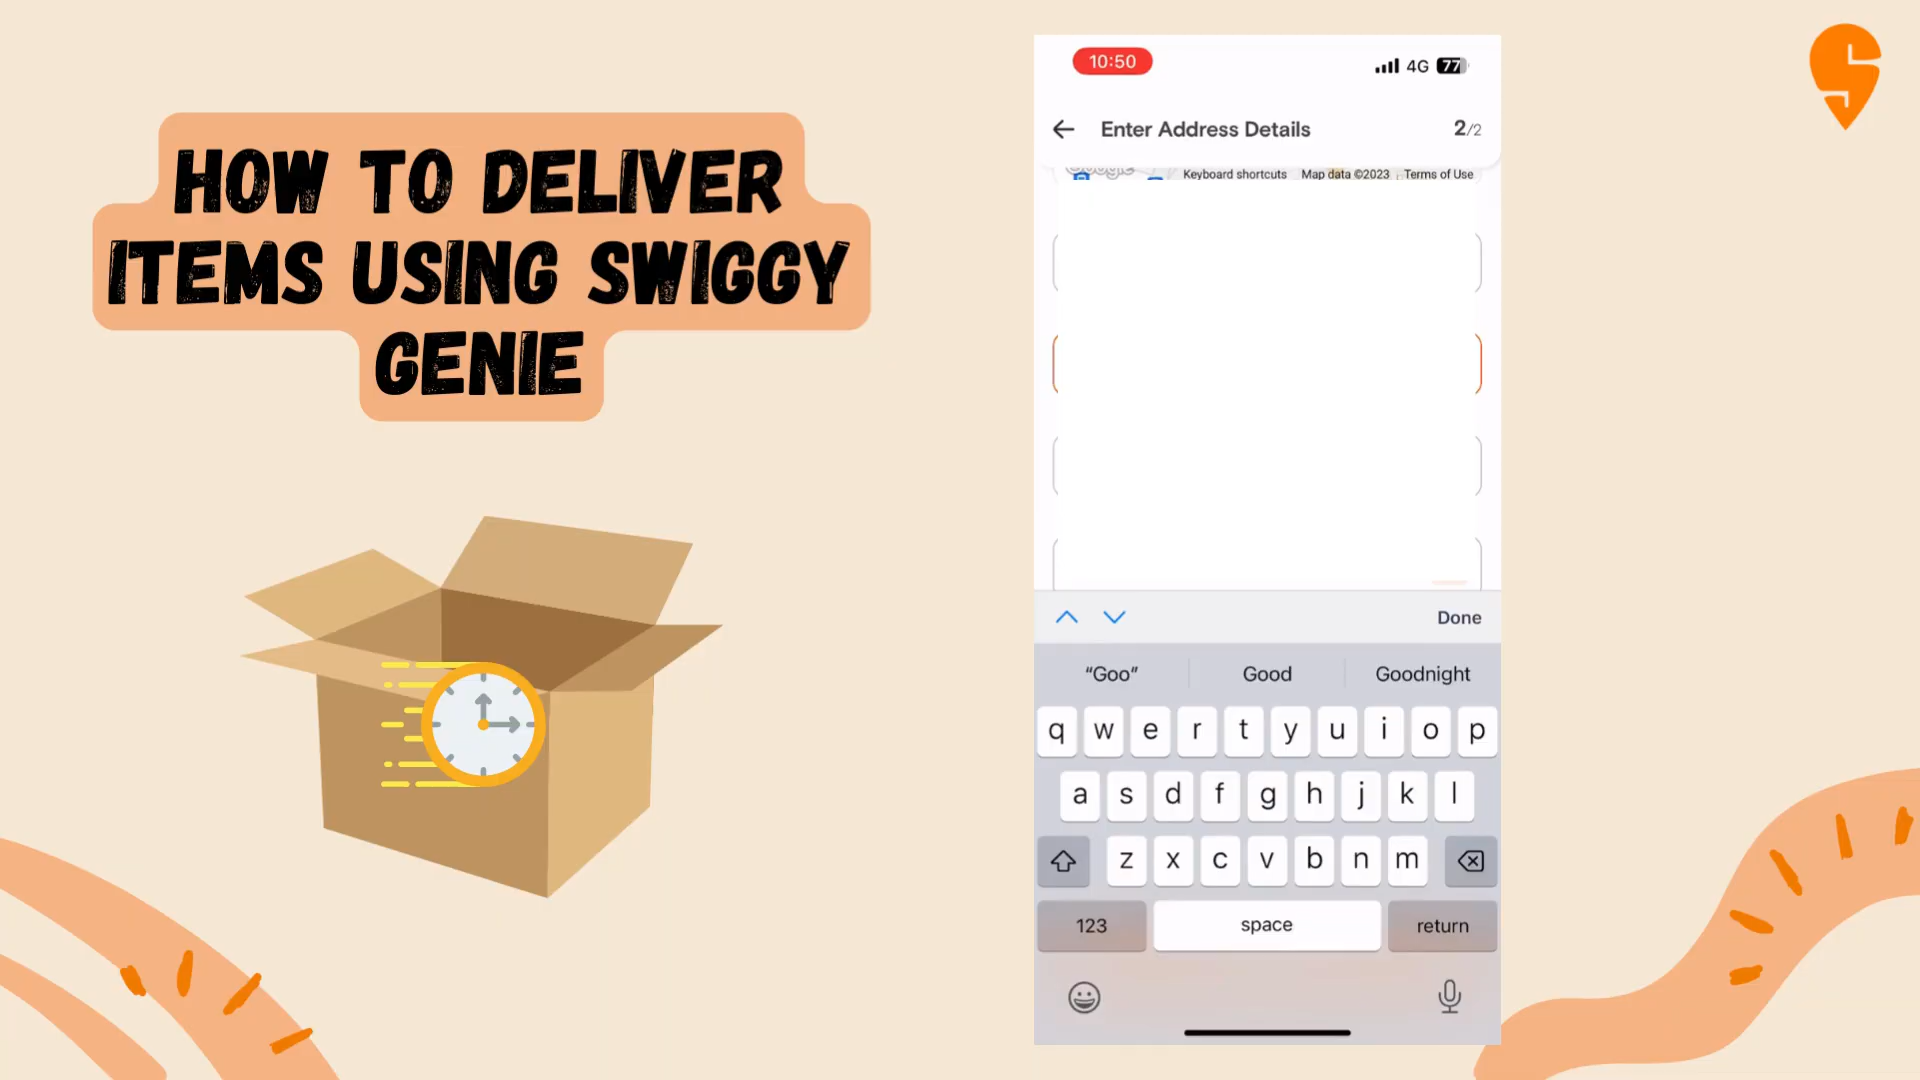 HOW TO DELIVER
ITEMS USING SWIGGY
GENIE
10:50
4G 77
Enter Address Details 2/2
Google Keyboard shortcuts Map data ©2023 Terms of Use
Done
“Goo” Good Goodnight
q w e r t y u i o p
a s d f g h j k l
z x c v b n m
123 space return